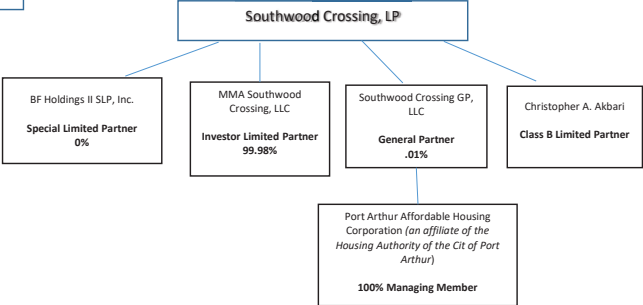 Southwood Crossing, LP
BF Holdings II SLP, Inc.
Special Limited Partner
0%
MMA Southwood
Crossing, LLC
Investor Limited Partner
99.98%
Southwood Crossing GP,
LLC
General Partner
.01%
Christopher A. Akbari
Class B Limited Partner
Port Arthur Affordable Housing
Corporation (an affiliate of the
Housing Authority of the Cit of Port
Arthur)
100% Managing Member